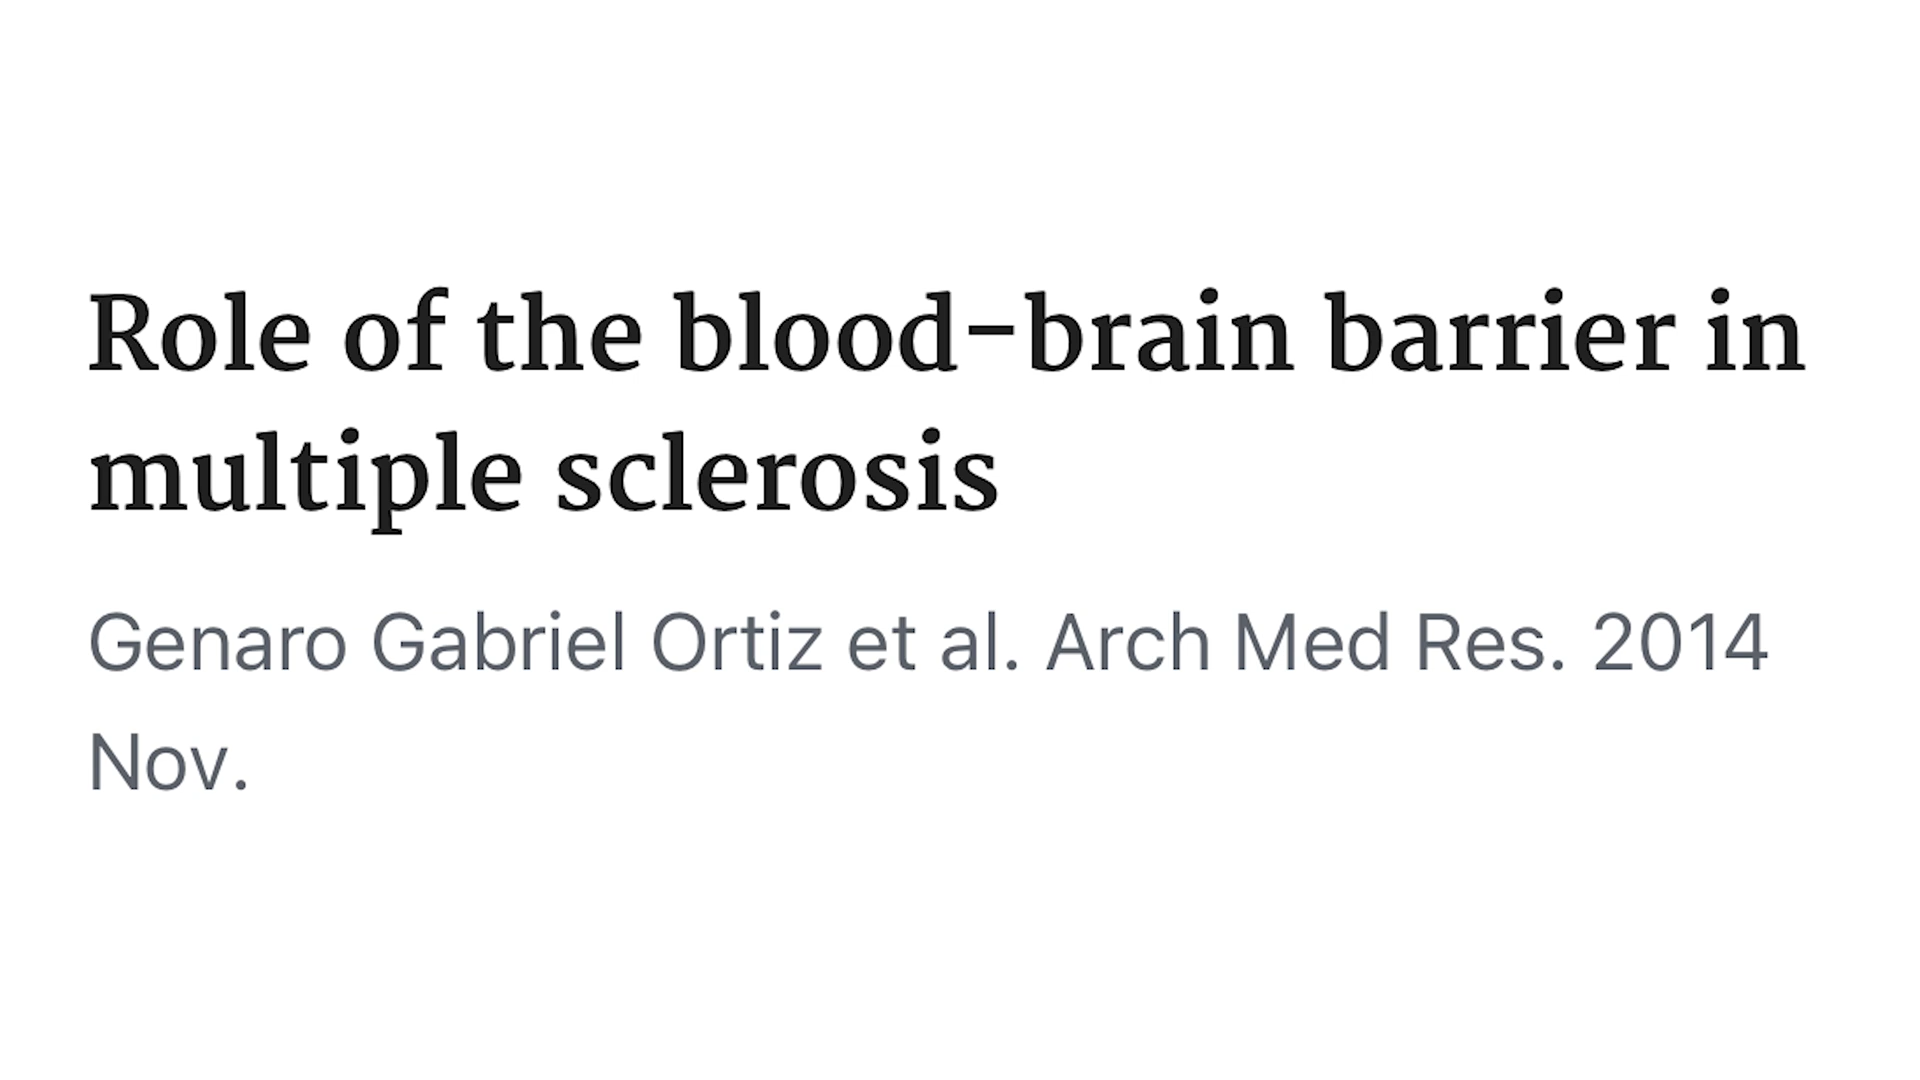 Role of the blood-brain barrier in
multiple sclerosis
Genaro Gabriel Ortiz et al. Arch Med Res. 2014
Nov.